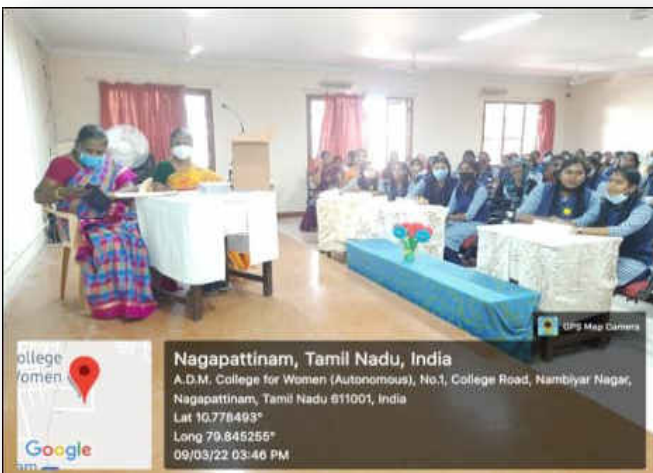 GPS Map Camera
ollege
Women
Google
Nagapattinam, Tamil Nadu, India
A.D.M. College for Women (Autonomous), No.1, College Road, Nambiyar Nagar,
Nagapattinam, Tamil Nadu 611001, India
Lat 10.778493°
Long 79.845255°
09/03/22 03:46 PM